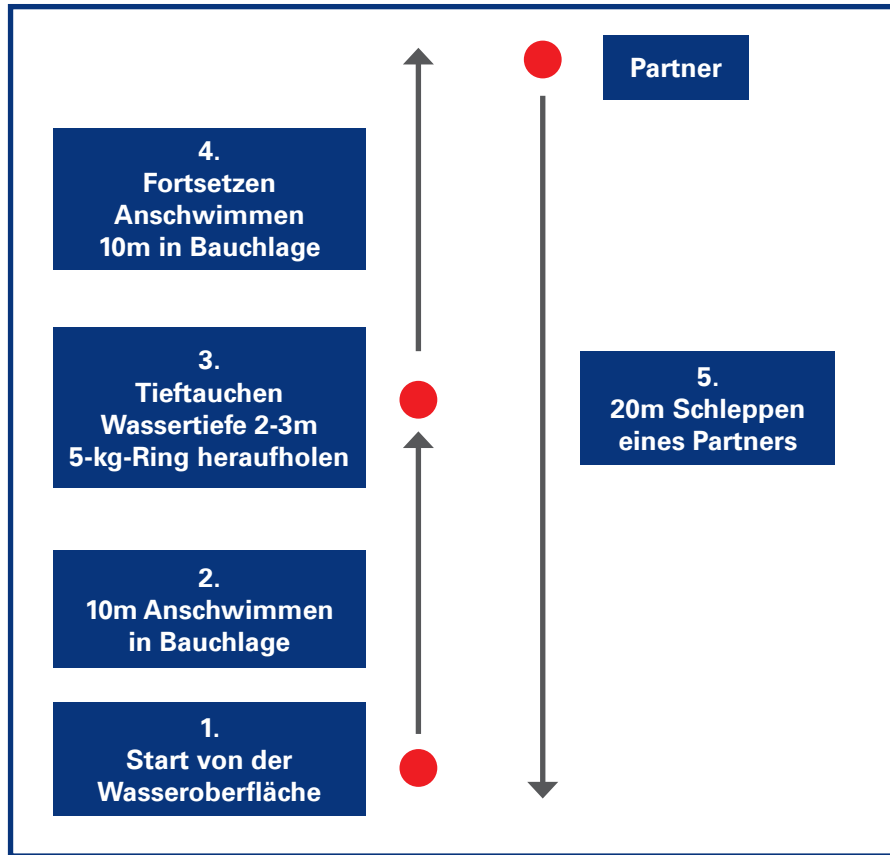 Partner
4.
Fortsetzen
Anschwimmen
10m in Bauchlage
3.
Tieftauchen
Wassertiefe 2-3m
5-kg-Ring heraufholen
5.
20m Schleppen
eines Partners
2.
10m Anschwimmen
in Bauchlage
1.
Start von der
Wasseroberfläche